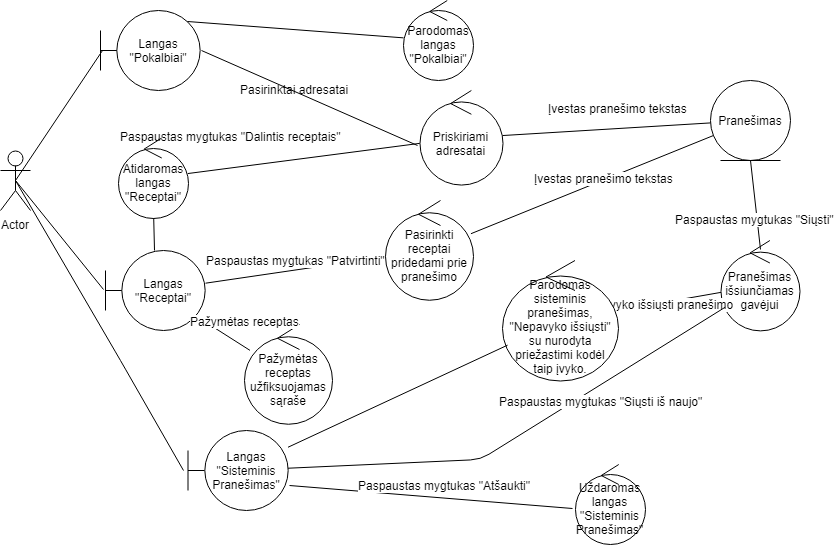 Langas
"Pokalbiai"
Parodomas
langas
"Pokalbiai"
Pasirinktai adresatai
Įvestas pranešimo tekstas
Pranešimas
Paspaustas mygtukas "Dalintis receptais"
Priskiriami
adresatai
Atidaromas
langas
"Receptai"
Įvestas pranešimo tekstas
Actor
Paspaustas mygtukas "Siųsti"
Pasirinkti
receptai
pridedami prie
pranešimo
Paspaustas mygtukas "Patvirtinti"
Langas
"Receptai"
Pranešimas
išsiunčiamas
gavėjui
Parodomas
sisteminis
pranešimas,
"Nepavyko išsiųsti"
su nurodyta
priežastimi kodėl
taip įvyko.
vyko išsiųsti pranešimo
Pažymėtas receptas
Pažymėtas
receptas
užfiksuojamas
sąraše
Paspaustas mygtukas "Siųsti iš naujo"
Langas
"Sisteminis
Pranešimas"
Paspaustas mygtukas "Atšaukti"
Uždaromas
langas
"Sisteminis
Pranešimas"